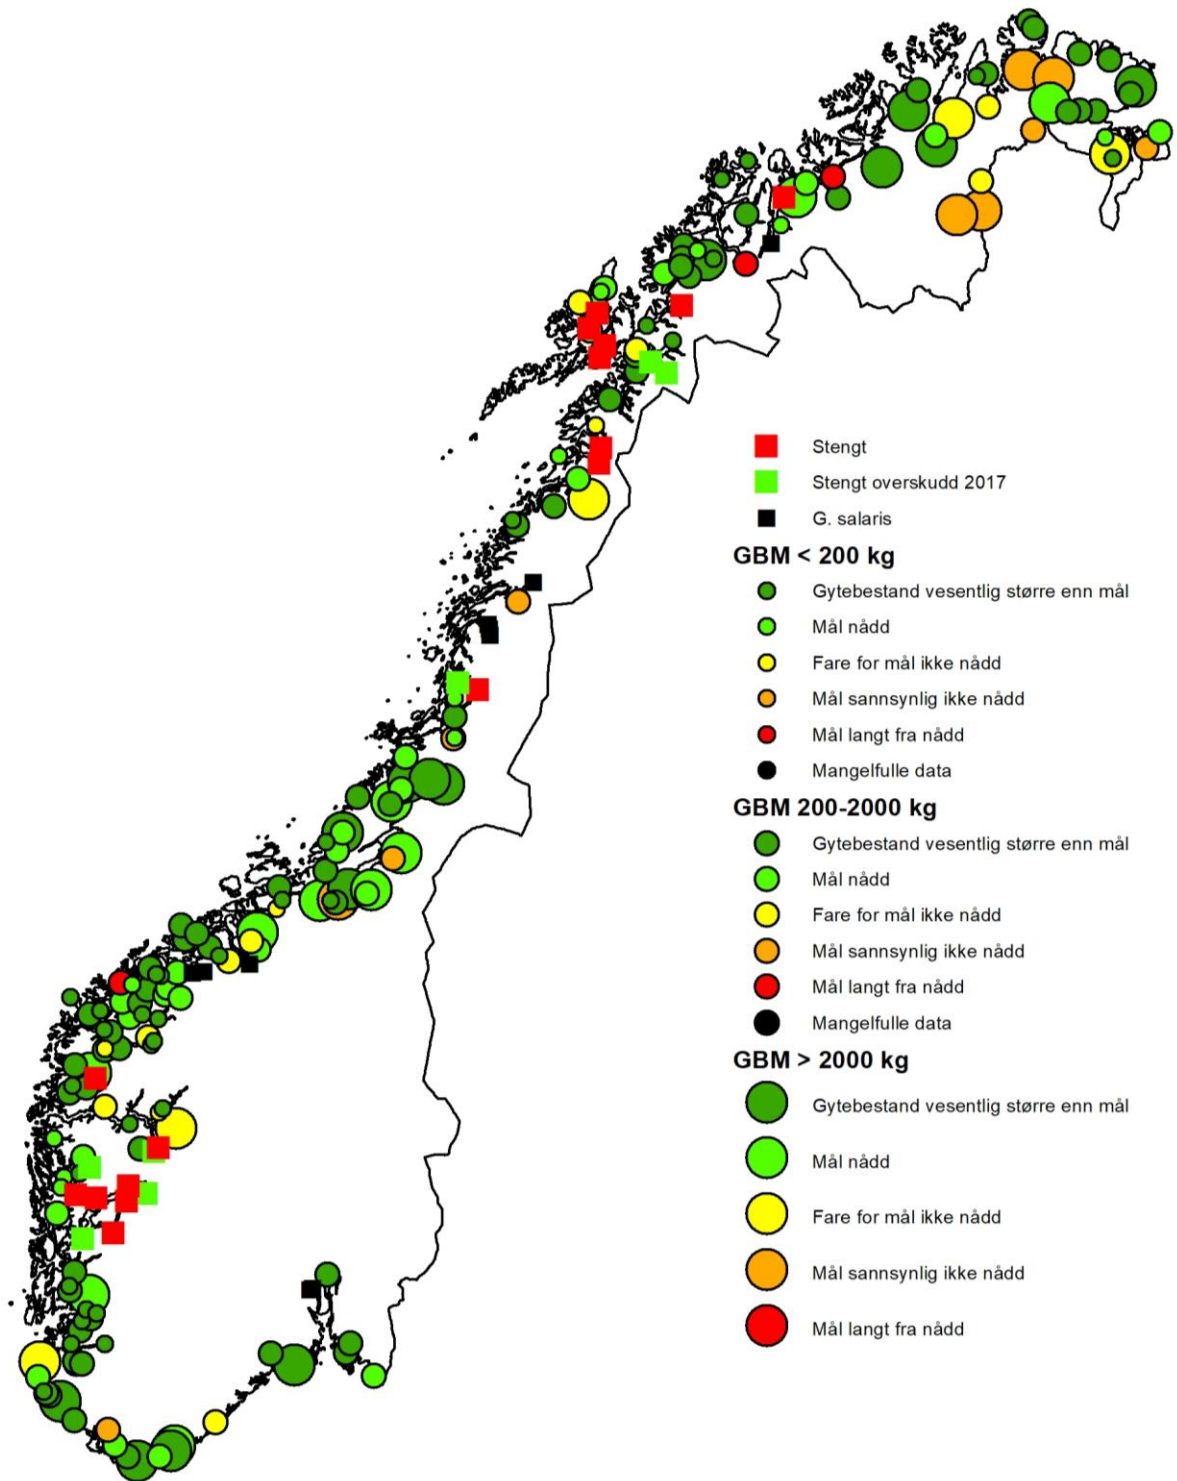 Stengt
Stengt overskudd 2017
G. salaris
GBM < 200 kg
Gytebestand vesentlig større enn mål
Mål nådd
Fare for mål ikke nådd
Mål sannsynlig ikke nådd
Mål langt fra nådd
Mangelfulle data
GBM 200-2000 kg
Gytebestand vesentlig større enn mål
Mål nådd
Fare for mål ikke nådd
Mål sannsynlig ikke nådd
Mål langt fra nådd
Mangelfulle data
GBM > 2000 kg
Gytebestand vesentlig større enn mål
Mål nådd
Fare for mål ikke nådd
Mål sannsynlig ikke nådd
Mål langt fra nådd